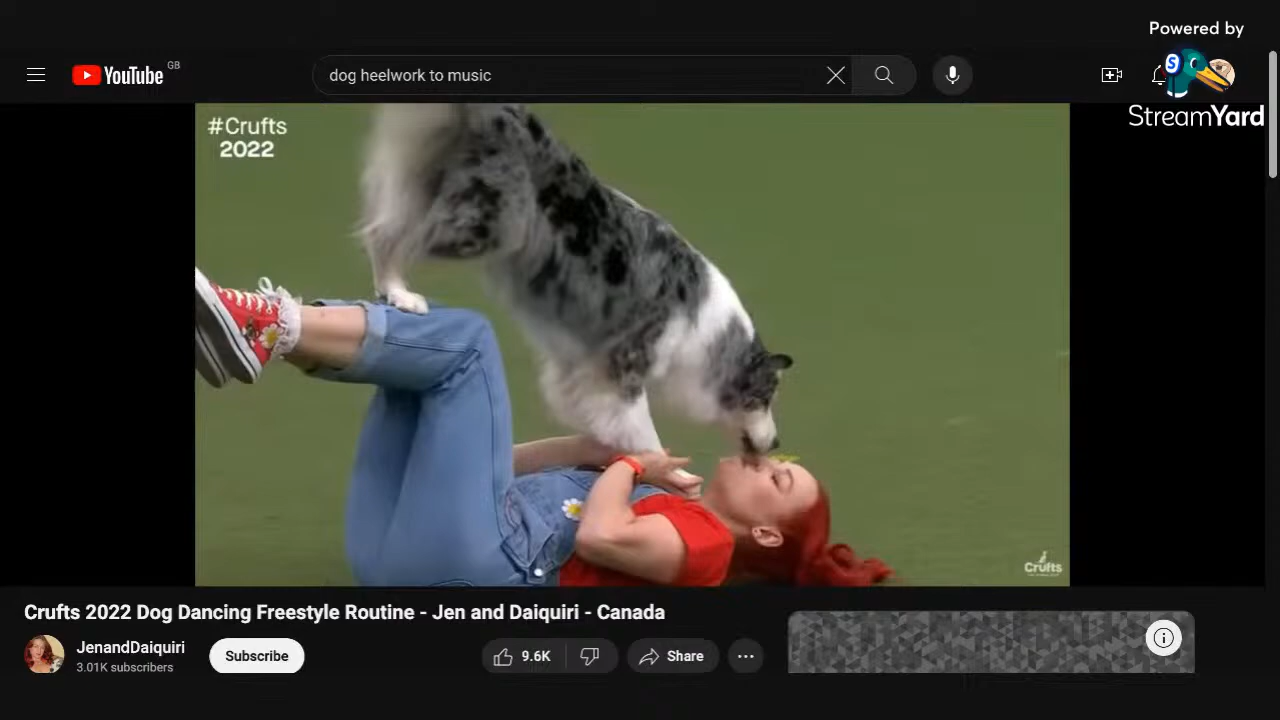 Powered by
YouTube GB
dog heelwork to music
S
StreamYard
#Crufts
2022
Crufts
Crufts 2022 Dog Dancing Freestyle Routine - Jen and Daiquiri - Canada
JenandDaiquiri
3.01K subscribers
Subscribe
9.6K
Share